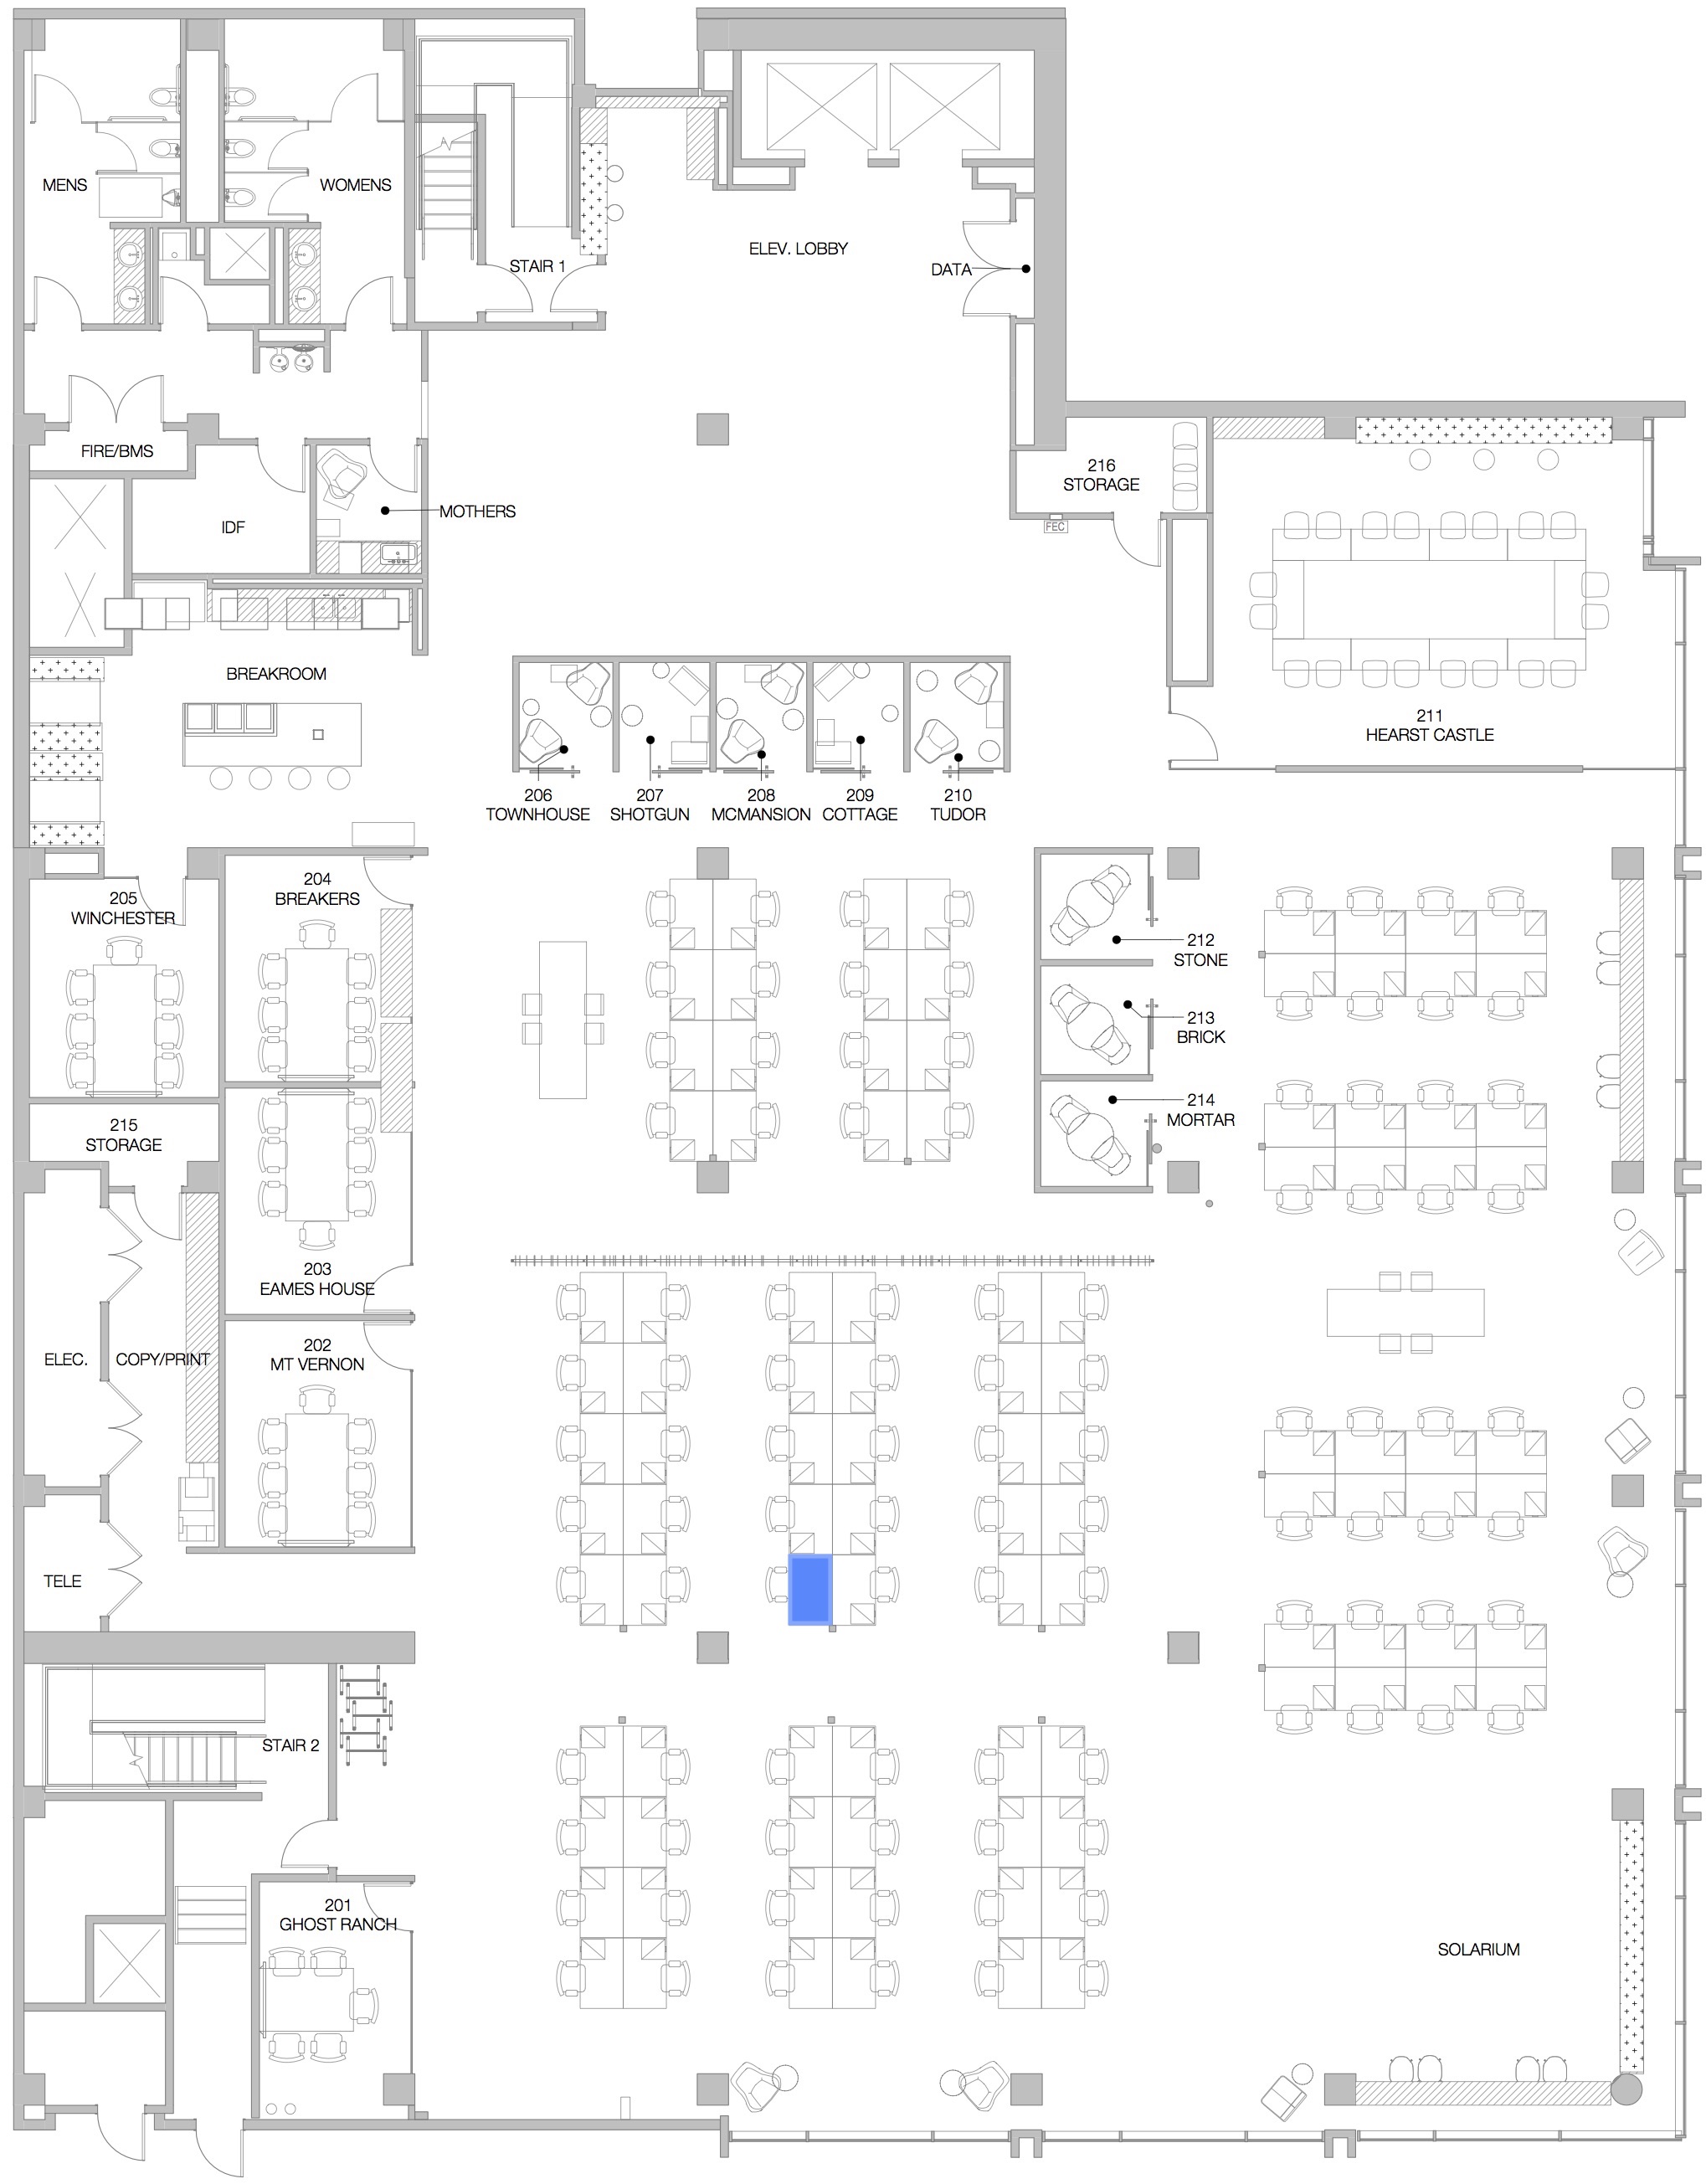 MENS
WOMENS
STAIR 1
ELEV. LOBBY
DATA
FIRE/BMS
IDF
MOTHERS
216
STORAGE
FEC
BREAKROOM
211
HEARST CASTLE
206
TOWNHOUSE
207
SHOTGUN
208
MCMANSION
209
COTTAGE
210
TUDOR
205
WINCHESTER
204
BREAKERS
212
STONE
213
BRICK
214
MORTAR
215
STORAGE
203
EAMES HOUSE
ELEC.
COPY/PRINT
202
MT VERNON
TELE
STAIR 2
201
GHOST RANCH
SOLARIUM